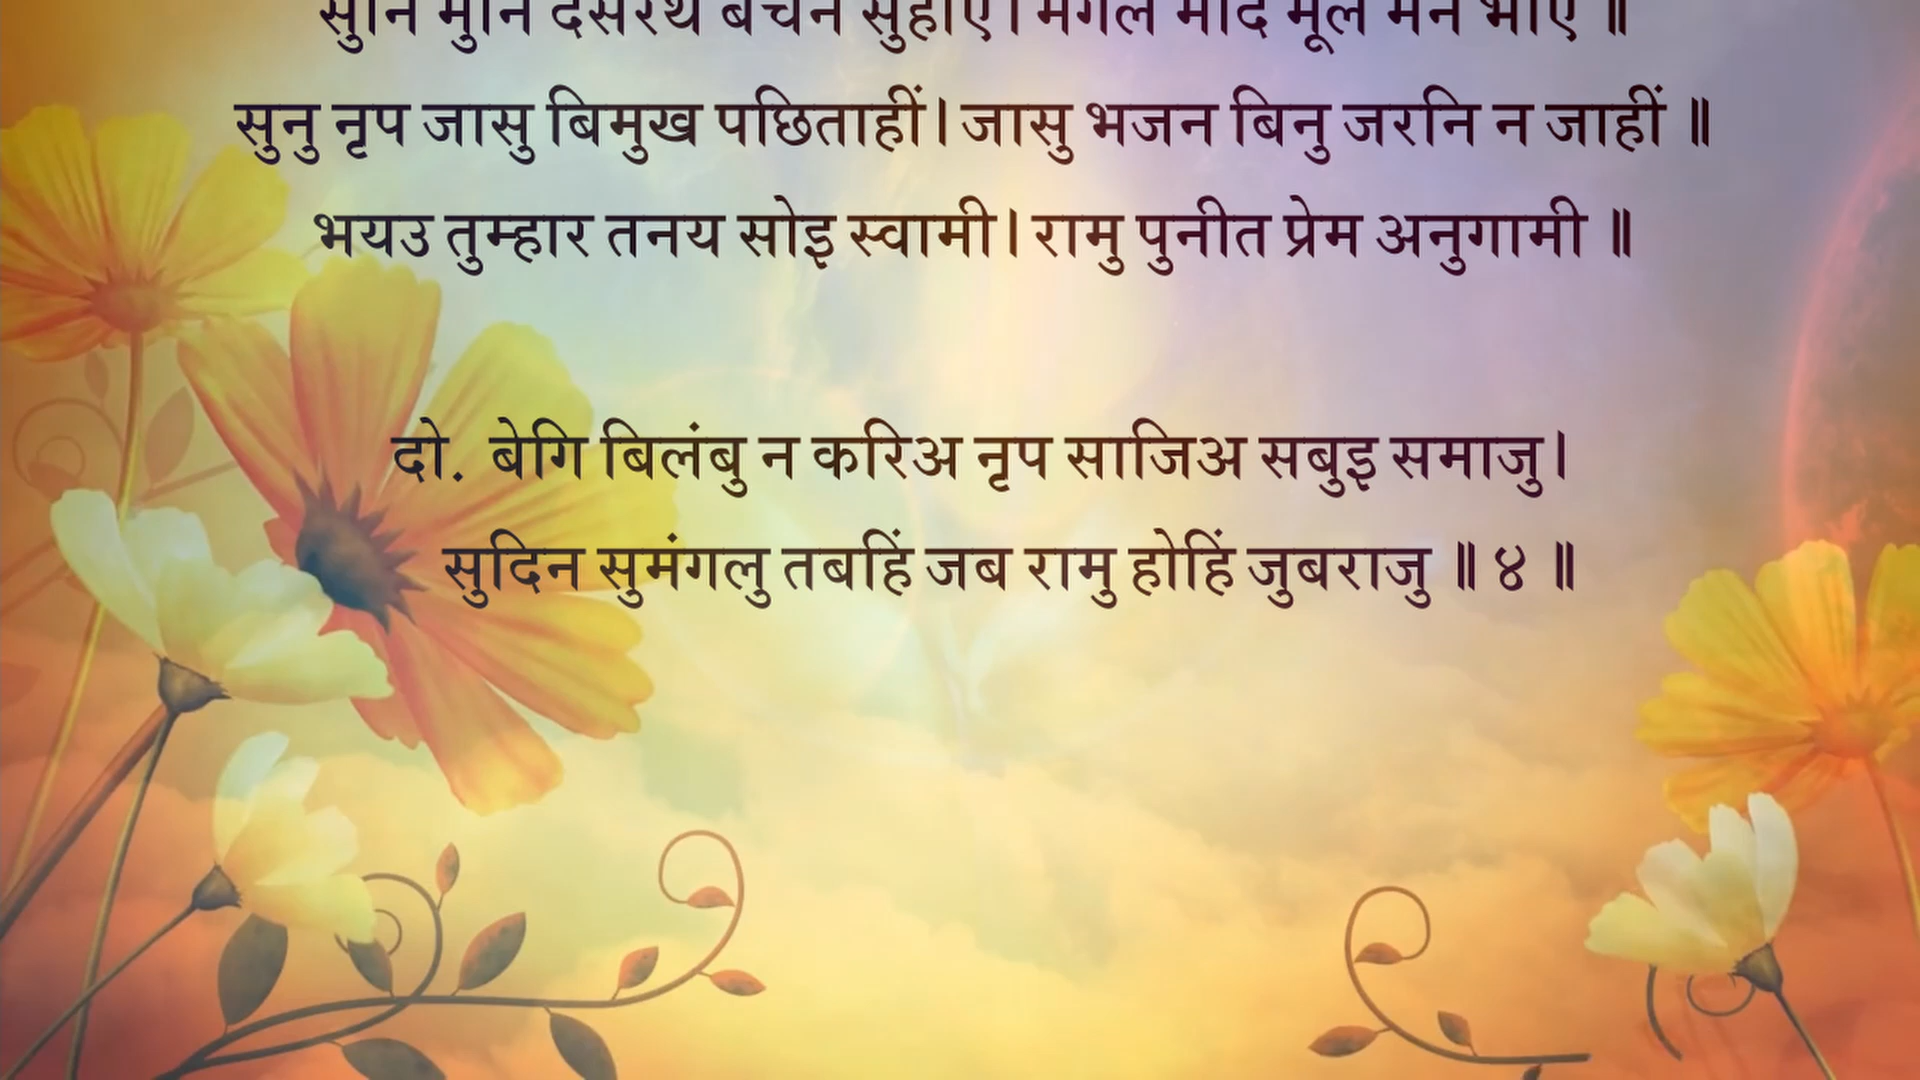 सुनि मुनि दसरथ बचन सुहाए। मंगल मोद मूल मन भाए ॥
सुनु नृप जासु बिमुख पछिताहीं। जासु भजन बिनु जरनि न जाहीं ॥
भयउ तुम्हार तनय सोइ स्वामी। रामु पुनीत प्रेम अनुगामी ॥
दो. बेगि बिलंबु न करिअ नृप साजिअ सबुइ समाजु।
सुदिन सुमंगलु तबहिं जब रामु होहिं जुबराजु ॥ ४ ॥